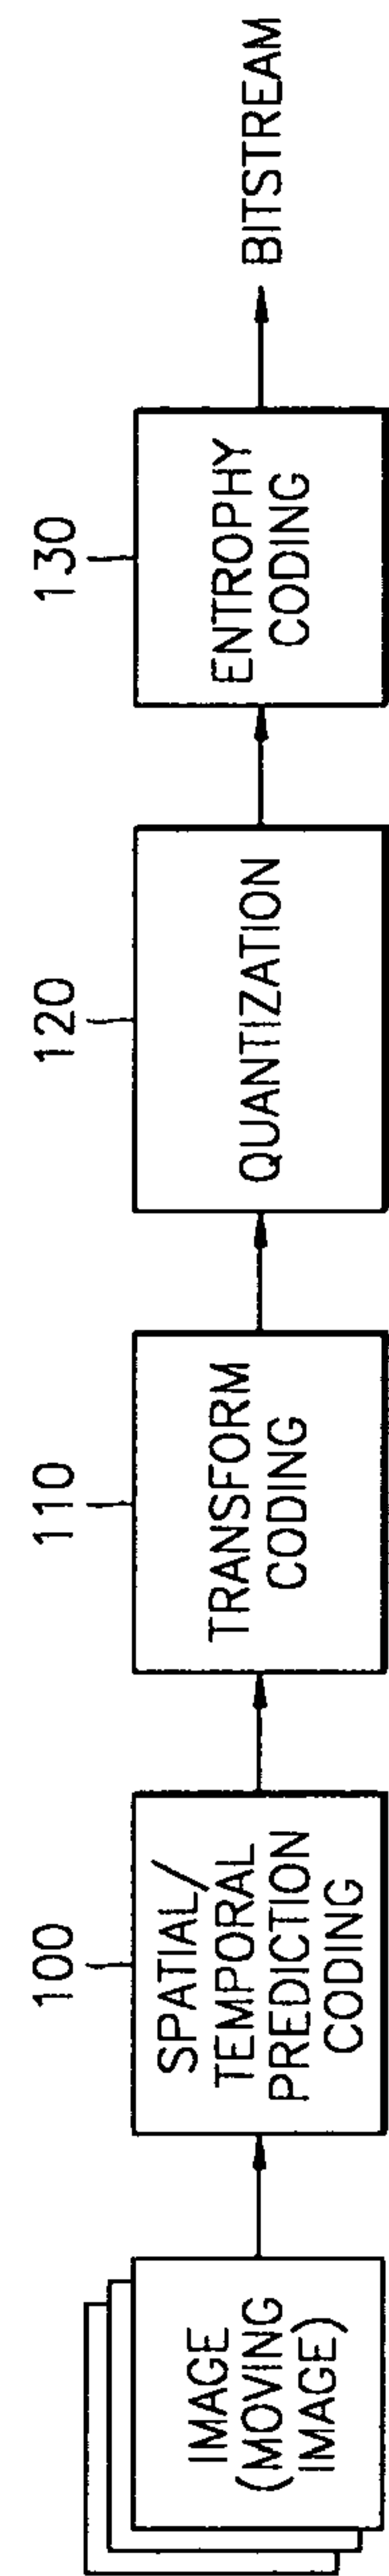 IMAGE
(MOVING
IMAGE)
100
SPATIAL/
TEMPORAL
PREDICTION
CODING
110
TRANSFORM
CODING
120
QUANTIZATION
130
ENTROPHY
CODING
BITSTREAM